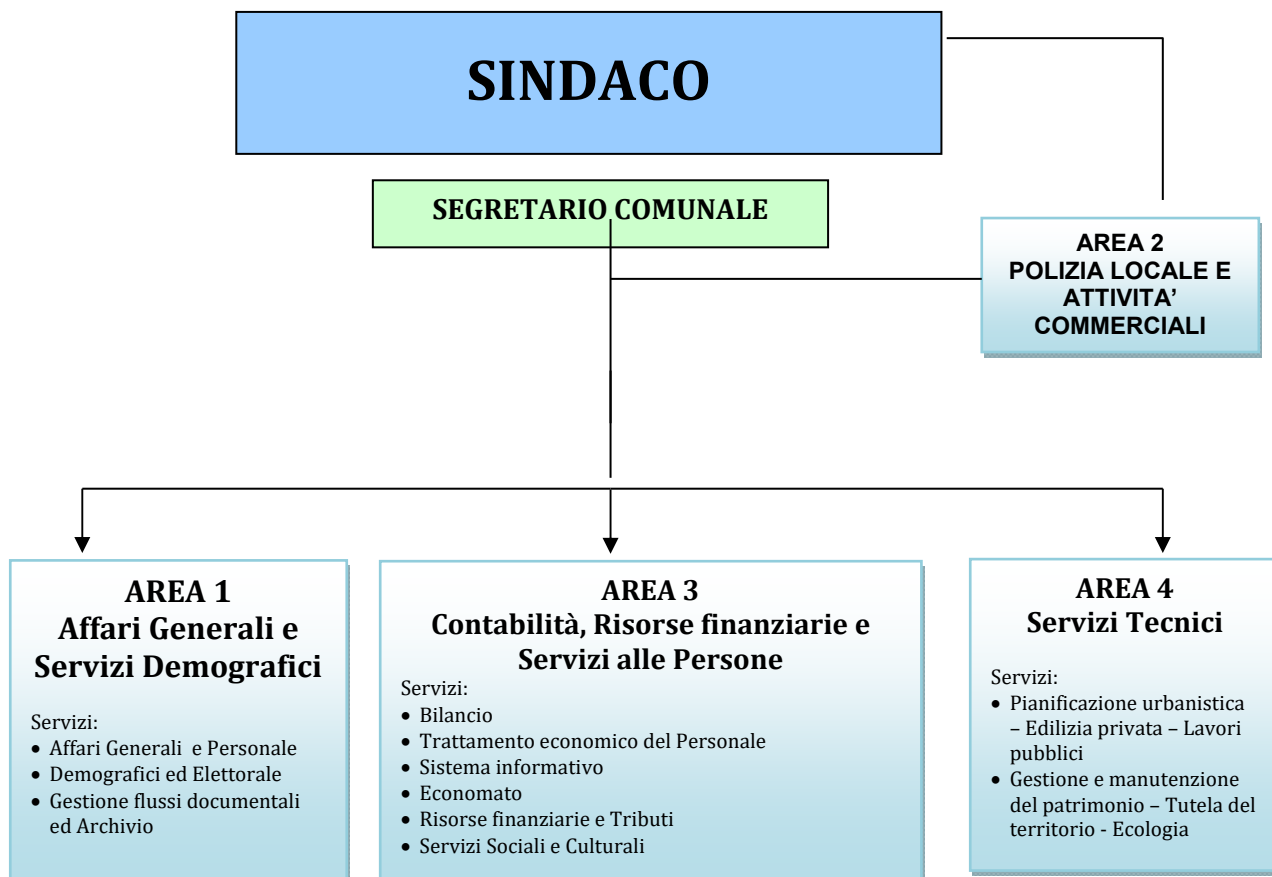 SINDACO
SEGRETARIO COMUNALE
AREA 2
POLIZIA LOCALE E
ATTIVITA’
COMMERCIALI
AREA 1
Affari Generali e
Servizi Demografici
Servizi:
• Affari Generali e Personale
• Demografici ed Elettorale
• Gestione flussi documentali
ed Archivio
AREA 3
Contabilità, Risorse finanziarie e
Servizi alle Persone
Servizi:
• Bilancio
• Trattamento economico del Personale
• Sistema informativo
• Economato
• Risorse finanziarie e Tributi
• Servizi Sociali e Culturali
AREA 4
Servizi Tecnici
Servizi:
• Pianificazione urbanistica
– Edilizia privata – Lavori
pubblici
• Gestione e manutenzione
del patrimonio – Tutela del
territorio - Ecologia